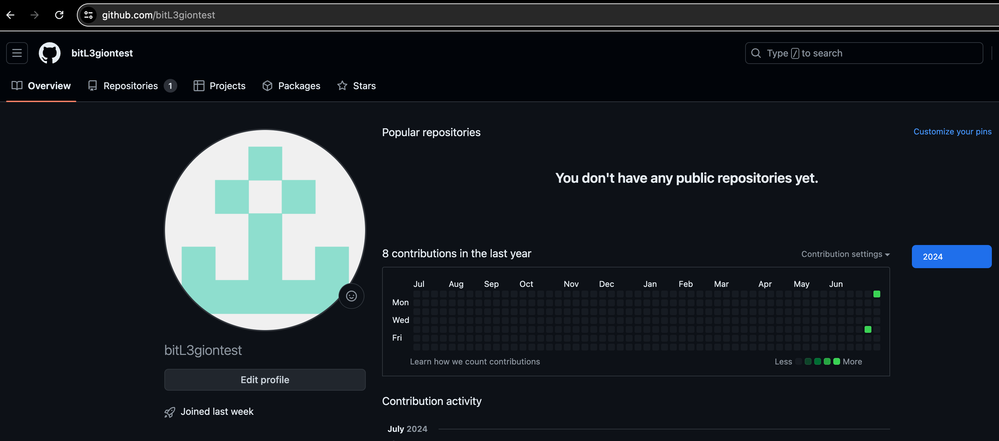 github.com/bitL3giontest
bitL3giontest
Type / to search
Overview
Repositories 1
Projects
Packages
Stars
Popular repositories
Customize your pins
You don't have any public repositories yet.
8 contributions in the last year
Contribution settings
2024
Jul Aug Sep Oct Nov Dec Jan Feb Mar Apr May Jun
Mon
Wed
Fri
Learn how we count contributions
Less More
bitL3giontest
Edit profile
Joined last week
Contribution activity
July 2024